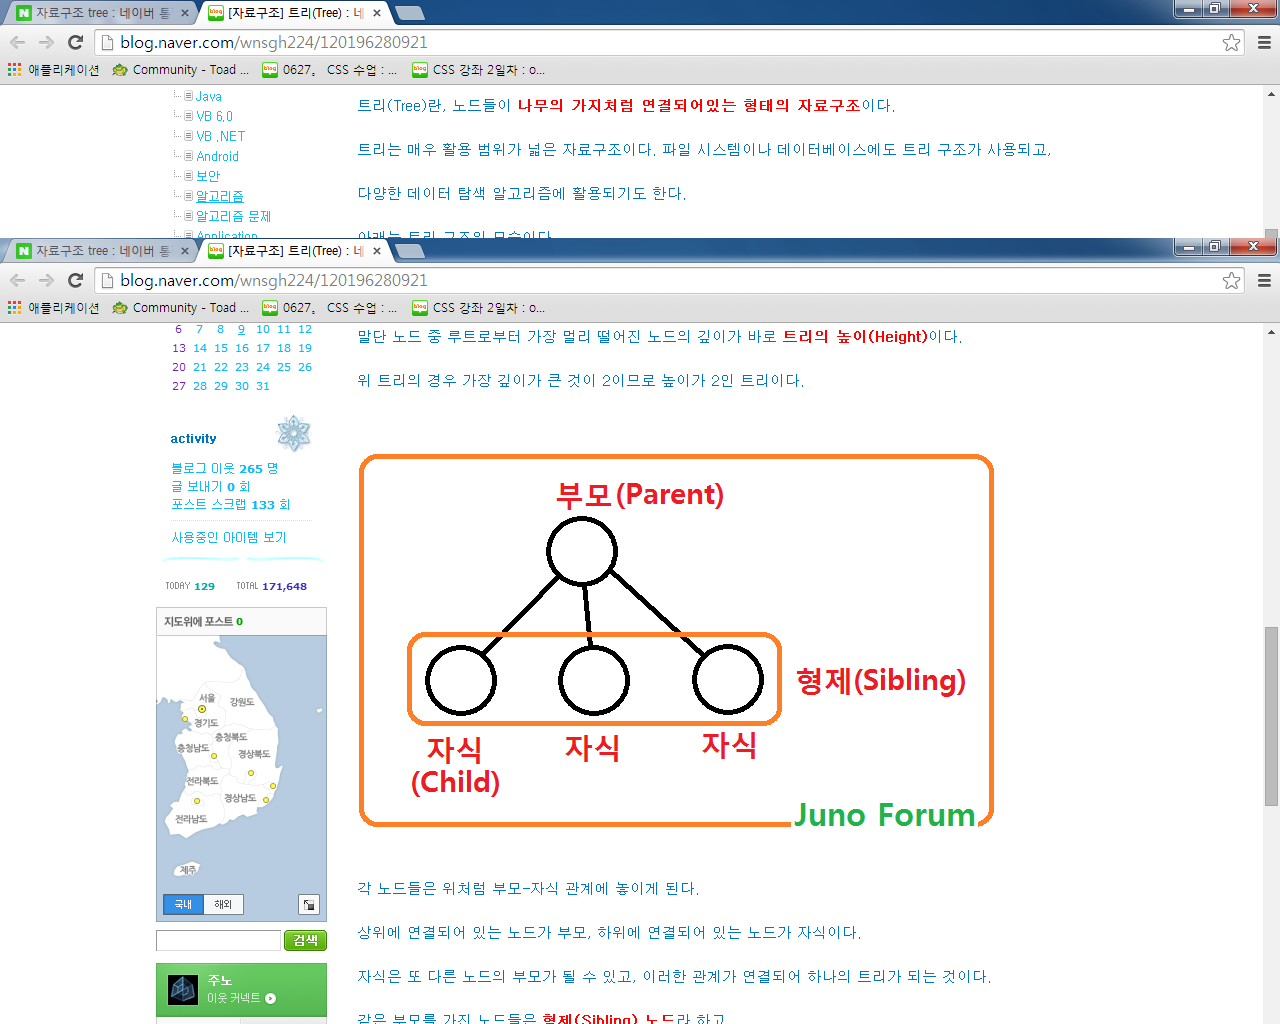 자료구조 tree : 네이버 통
[자료구조] 트리(Tree) : 네
blog.naver.com/wnsgh224/120196280921
애플리케이션
Community - Toad ...
0627。 CSS 수업 : ...
CSS 강좌 2일차 : o...
Java
VB 6.0
VB .NET
Android
보안
알고리즘
알고리즘 문제
Application
트리(Tree)란, 노드들이 나무의 가지처럼 연결되어있는 형태의 자료구조이다.
트리는 매우 활용 범위가 넓은 자료구조이다. 파일 시스템이나 데이터베이스에도 트리 구조가 사용되고,
다양한 데이터 탐색 알고리즘에 활용되기도 한다.
아래는 트리 구조의 모습이다.
자료구조 tree : 네이버 통
[자료구조] 트리(Tree) : 네
blog.naver.com/wnsgh224/120196280921
애플리케이션
Community - Toad ...
0627。 CSS 수업 : ...
CSS 강좌 2일차 : o...
6 7 8 9 10 11 12
13 14 15 16 17 18 19
20 21 22 23 24 25 26
27 28 29 30 31
activity
블로그 이웃 265 명
글 보내기 0 회
포스트 스크랩 133 회
사용중인 아이템 보기
TODAY 129 TOTAL 171,648
지도위에 포스트 0
서울
강원도
경기도
충청북도
충청남도
경상북도
전라북도
경상남도
전라남도
제주
국내
해외
검색
주노
이웃 커넥트
말단 노드 중 루트로부터 가장 멀리 떨어진 노드의 깊이가 바로 트리의 높이(Height)이다.
위 트리의 경우 가장 깊이가 큰 것이 2이므로 높이가 2인 트리이다.
부모(Parent)
형제(Sibling)
자식
(Child)
자식
자식
Juno Forum
각 노드들은 위처럼 부모-자식 관계에 놓이게 된다.
상위에 연결되어 있는 노드가 부모, 하위에 연결되어 있는 노드가 자식이다.
자식은 또 다른 노드의 부모가 될 수 있고, 이러한 관계가 연결되어 하나의 트리가 되는 것이다.
같은 부모를 가진 노드들은 형제(Sibling) 노드라 하고